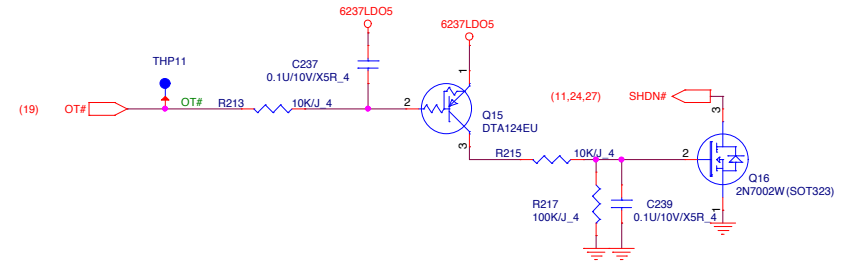 6237LDO5
6237LDO5
THP11
C237
0.1U/10V/X5R_4
1
(19)
OT#
OT#
R213
10K/J_4
2
Q15
DTA124EU
3
(11,24,27)
SHDN#
3
R215
10K/J_4
2
Q16
2N7002W(SOT323)
1
R217
100K/J_4
C239
0.1U/10V/X5R_4